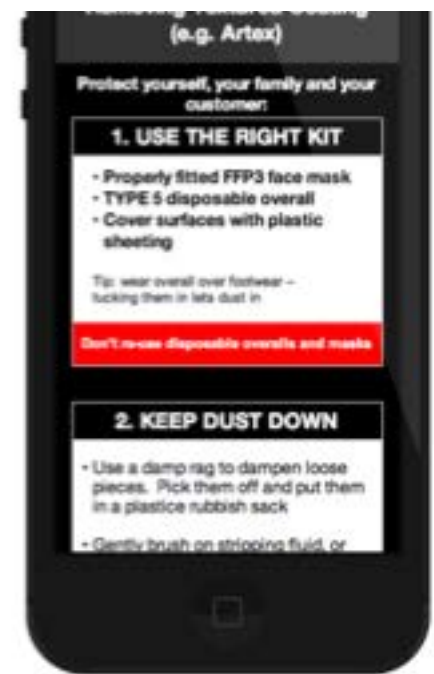 Removing Textured Coating
(e.g. Artex)
Protect yourself, your family and your
customer:
1. USE THE RIGHT KIT
- Properly fitted FFP3 face mask
- TYPE 5 disposable overall
- Cover surfaces with plastic
sheeting
Tip: wear overall over footwear –
tucking them in lets dust in
Don't re-use disposable overalls and masks
2. KEEP DUST DOWN
- Use a damp rag to dampen loose
pieces. Pick them off and put them
in a plastice rubbish sack
- Gently brush on stripping fluid, or